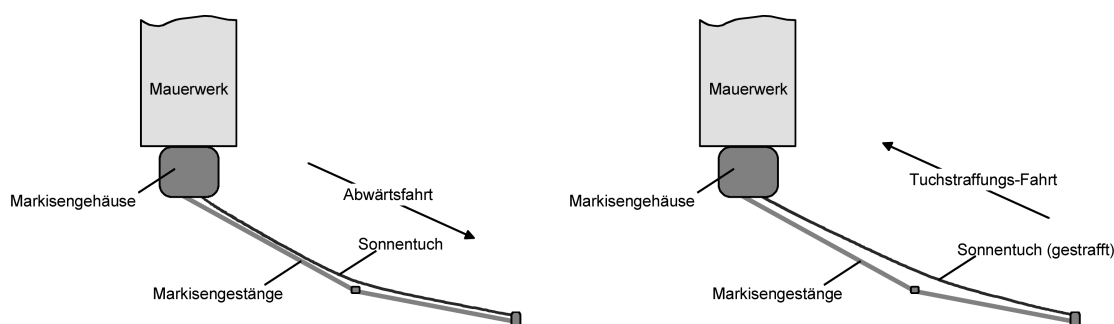 Mauerwerk
Markisengehäuse
Abwärtsfahrt
Sonnentuch
Markisengestänge
Mauerwerk
Markisengehäuse
Tuchstraffungs-Fahrt
Sonnentuch (gestrafft)
Markisengestänge